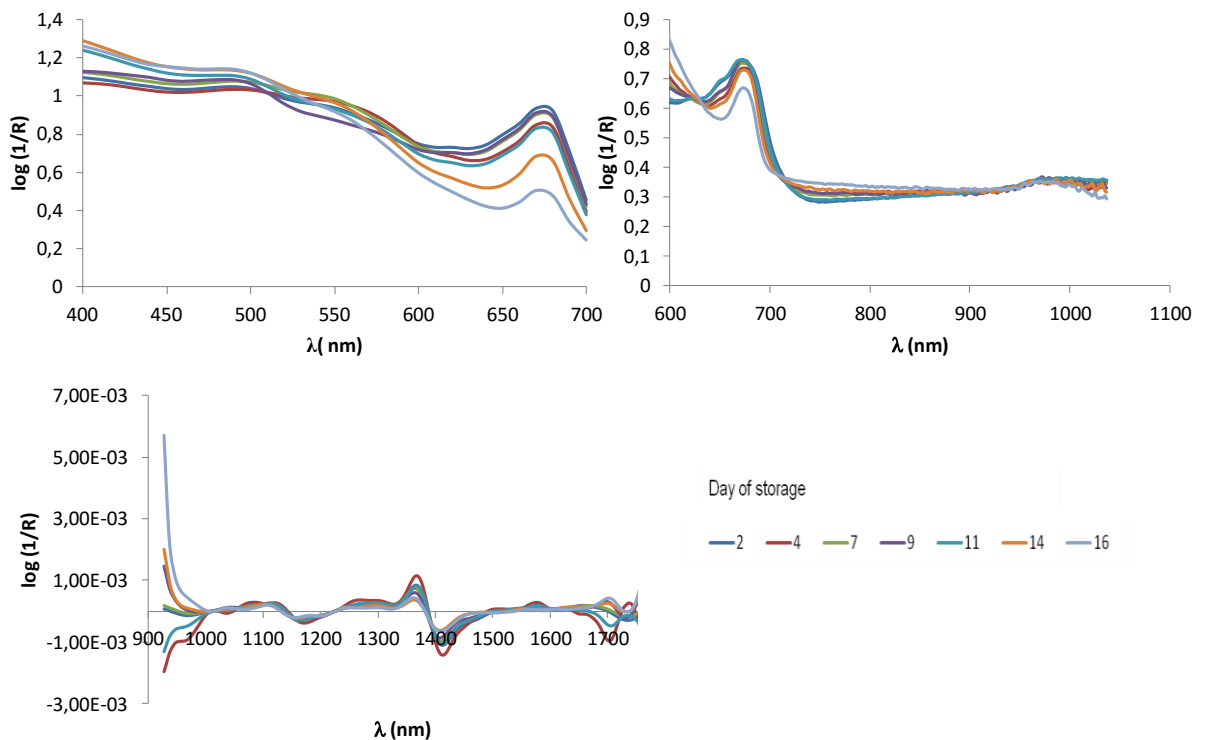 1,4
1,2
1
0,8
0,6
0,4
0,2
0
log (1/R)
400 450 500 550 600 650 700
λ( nm)
0,9
0,8
0,7
0,6
0,5
0,4
0,3
0,2
0,1
0
log (1/R)
600 700 800 900 1000 1100
λ (nm)
7,00E-03
5,00E-03
3,00E-03
1,00E-03
-1,00E-03
-3,00E-03
log (1/R)
900 1000 1100 1200 1300 1400 1500 1600 1700
λ (nm)
Day of storage
2 4 7 9 11 14 16